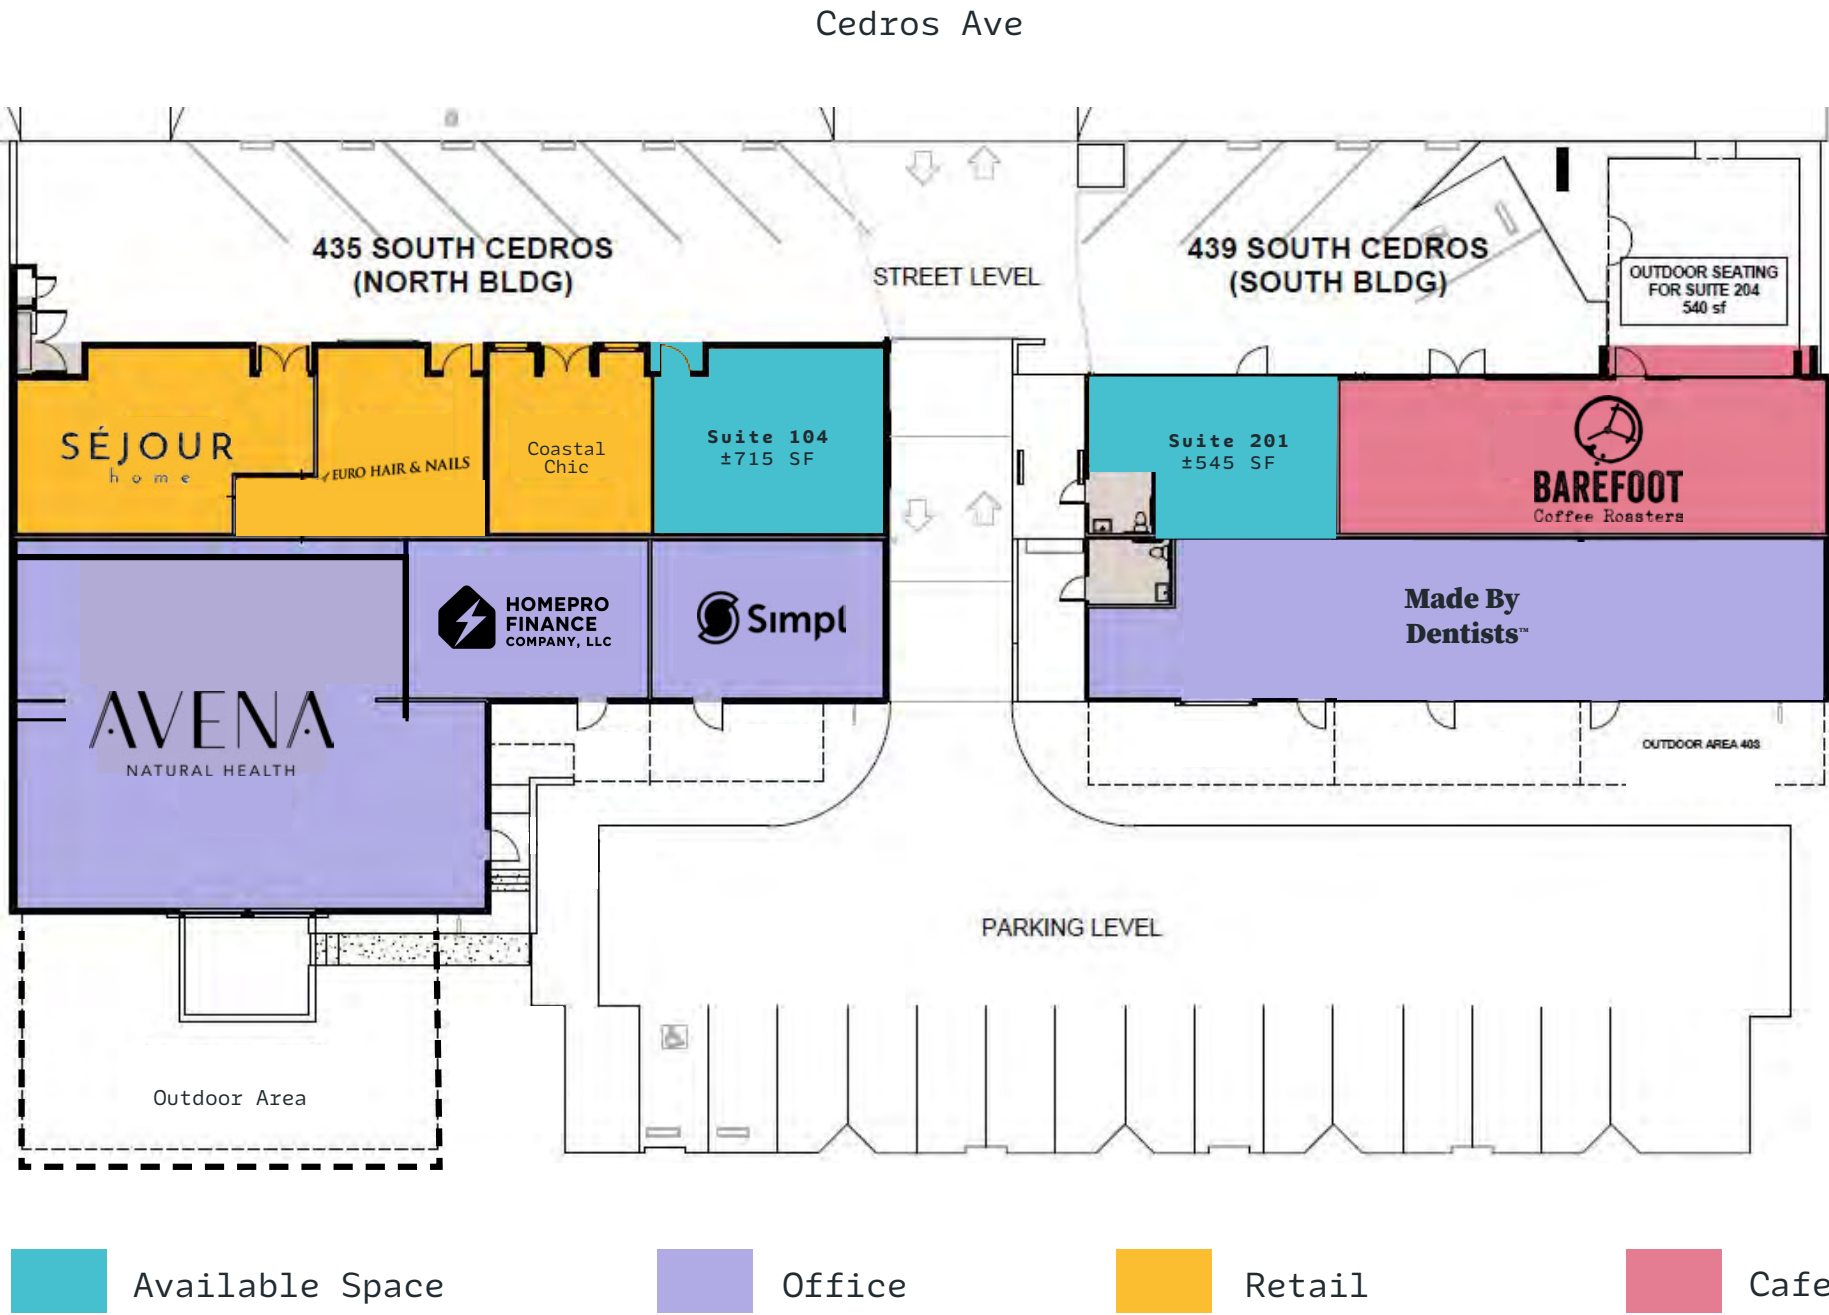 Cedros Ave
435 SOUTH CEDROS
(NORTH BLDG)
STREET LEVEL
439 SOUTH CEDROS
(SOUTH BLDG)
OUTDOOR SEATING
FOR SUITE 204
540 sf
SÉJOUR
home
EURO HAIR & NAILS
Coastal
Chic
Suite 104
±715 SF
Suite 201
±545 SF
BAREFOOT
Coffee Roasters
HOMEPRO
FINANCE
COMPANY, LLC
Simpl
Made By
Dentists™
AVENA
NATURAL HEALTH
OUTDOOR AREA 403
PARKING LEVEL
Outdoor Area
Available Space
Office
Retail
Cafe